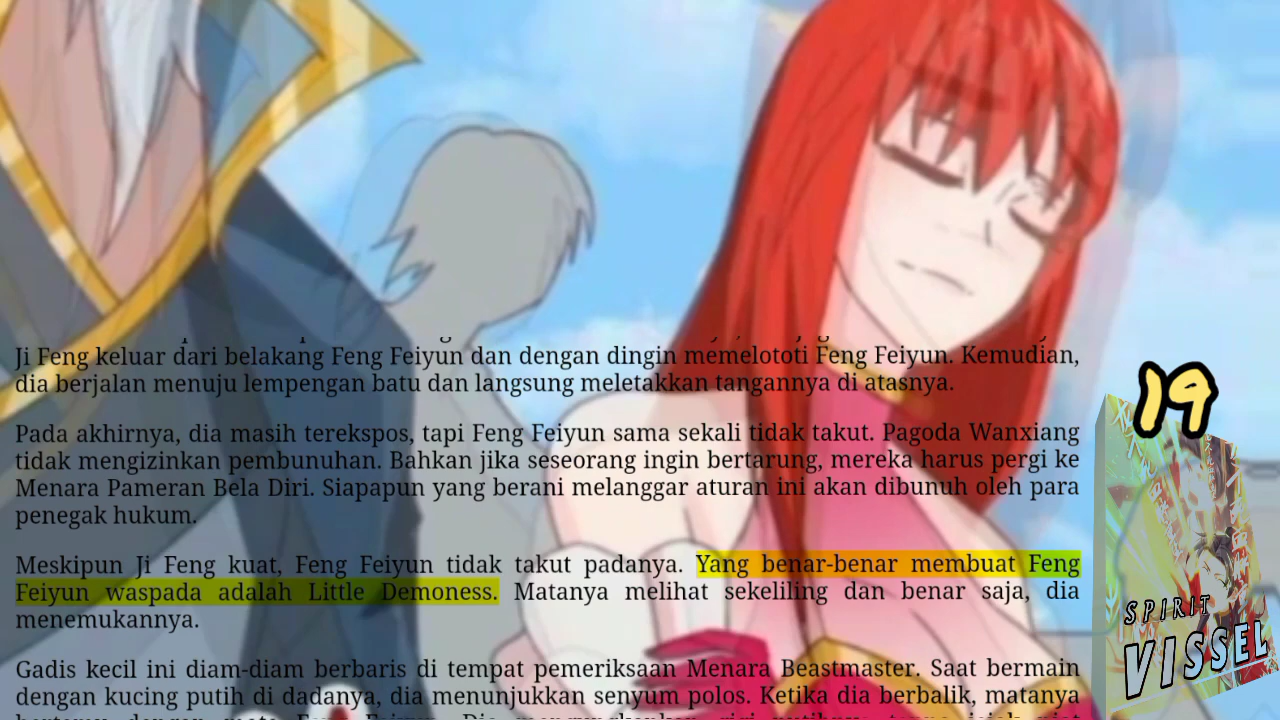 Ji Feng keluar dari belakang Feng Feiyun dan dengan dingin memelototi Feng Feiyun. Kemudian,
dia berjalan menuju lempengan batu dan langsung meletakkan tangannya di atasnya.
Pada akhirnya, dia masih terekspos, tapi Feng Feiyun sama sekali tidak takut. Pagoda Wanxiang
tidak mengizinkan pembunuhan. Bahkan jika seseorang ingin bertarung, mereka harus pergi ke
Menara Pameran Bela Diri. Siapapun yang berani melanggar aturan ini akan dibunuh oleh para
penegak hukum.
Meskipun Ji Feng kuat, Feng Feiyun tidak takut padanya. Yang benar-benar membuat Feng
Feiyun waspada adalah Little Demoness. Matanya melihat sekeliling dan benar saja, dia
menemukannya.
Gadis kecil ini diam-diam berbaris di tempat pemeriksaan Menara Beastmaster. Saat bermain
dengan kucing putih di dadanya, dia menunjukkan senyum polos. Ketika dia berbalik, matanya
19
SPIRIT
VISSEL